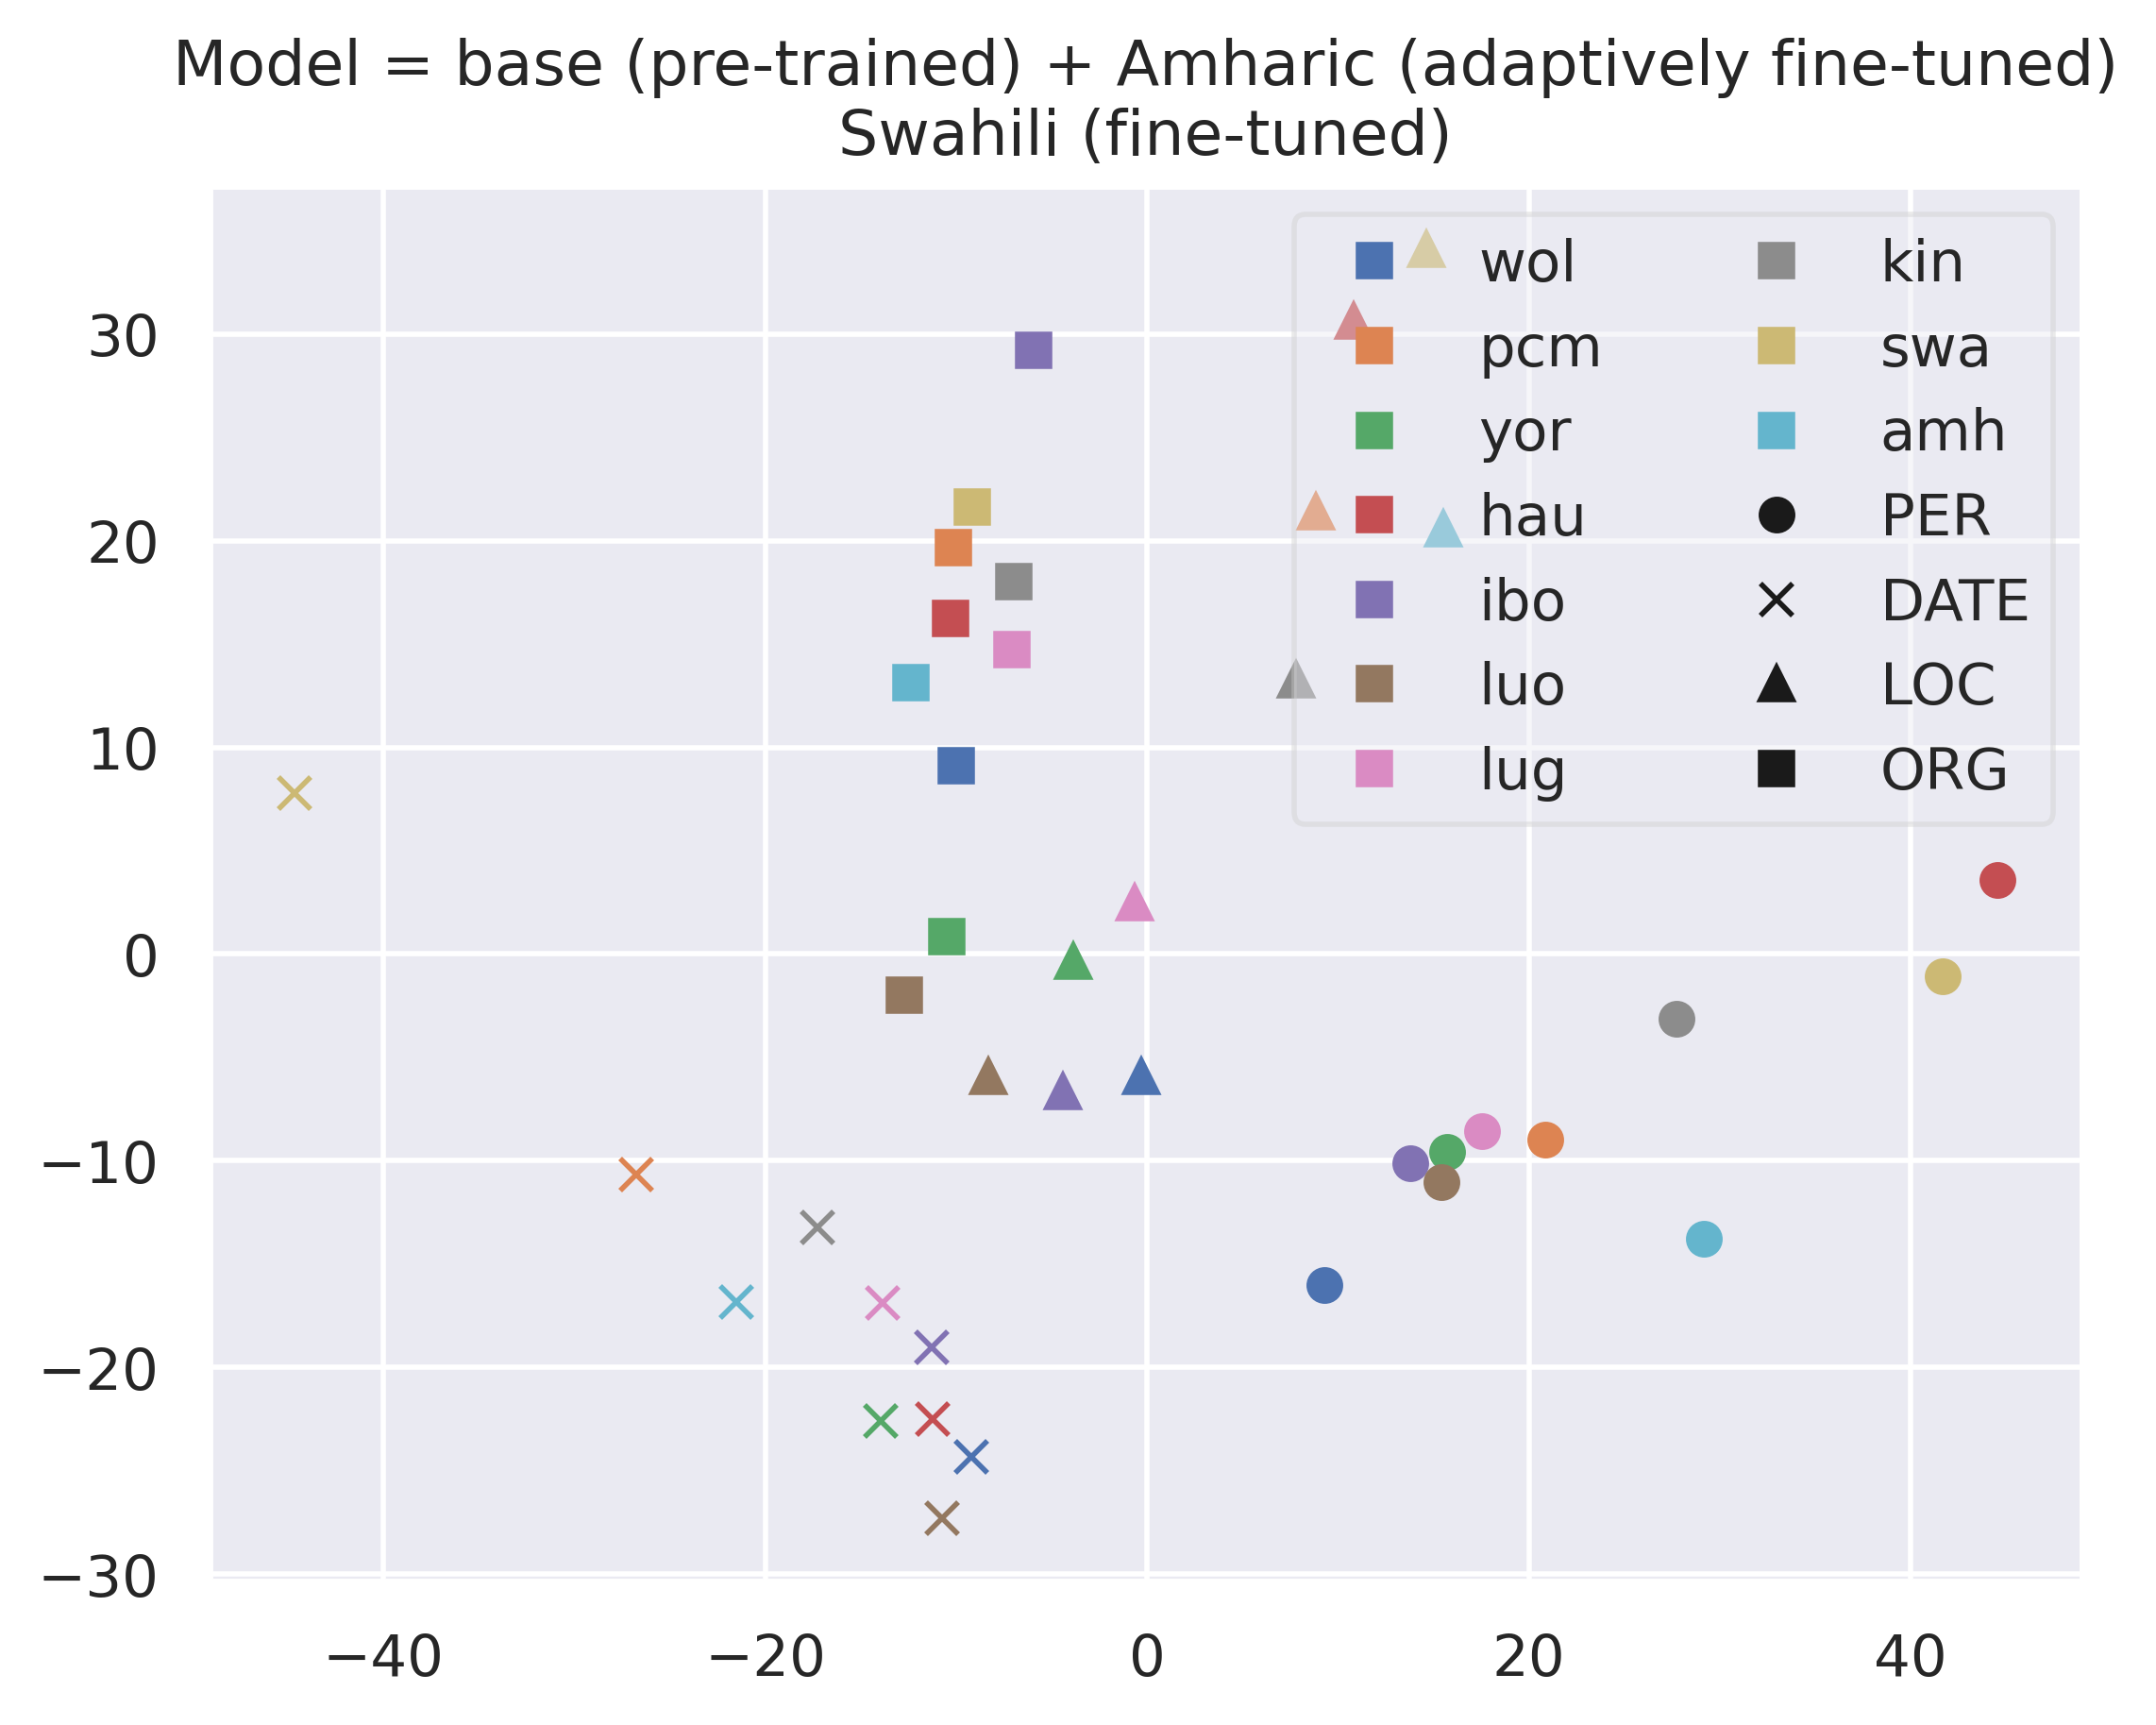 Model = base (pre-trained) + Amharic (adaptively fine-tuned)
Swahili (fine-tuned)
wol
pcm
yor
hau
ibo
luo
lug
kin
swa
amh
PER
DATE
LOC
ORG
30
20
10
0
−10
−20
−30
−40
−20
0
20
40